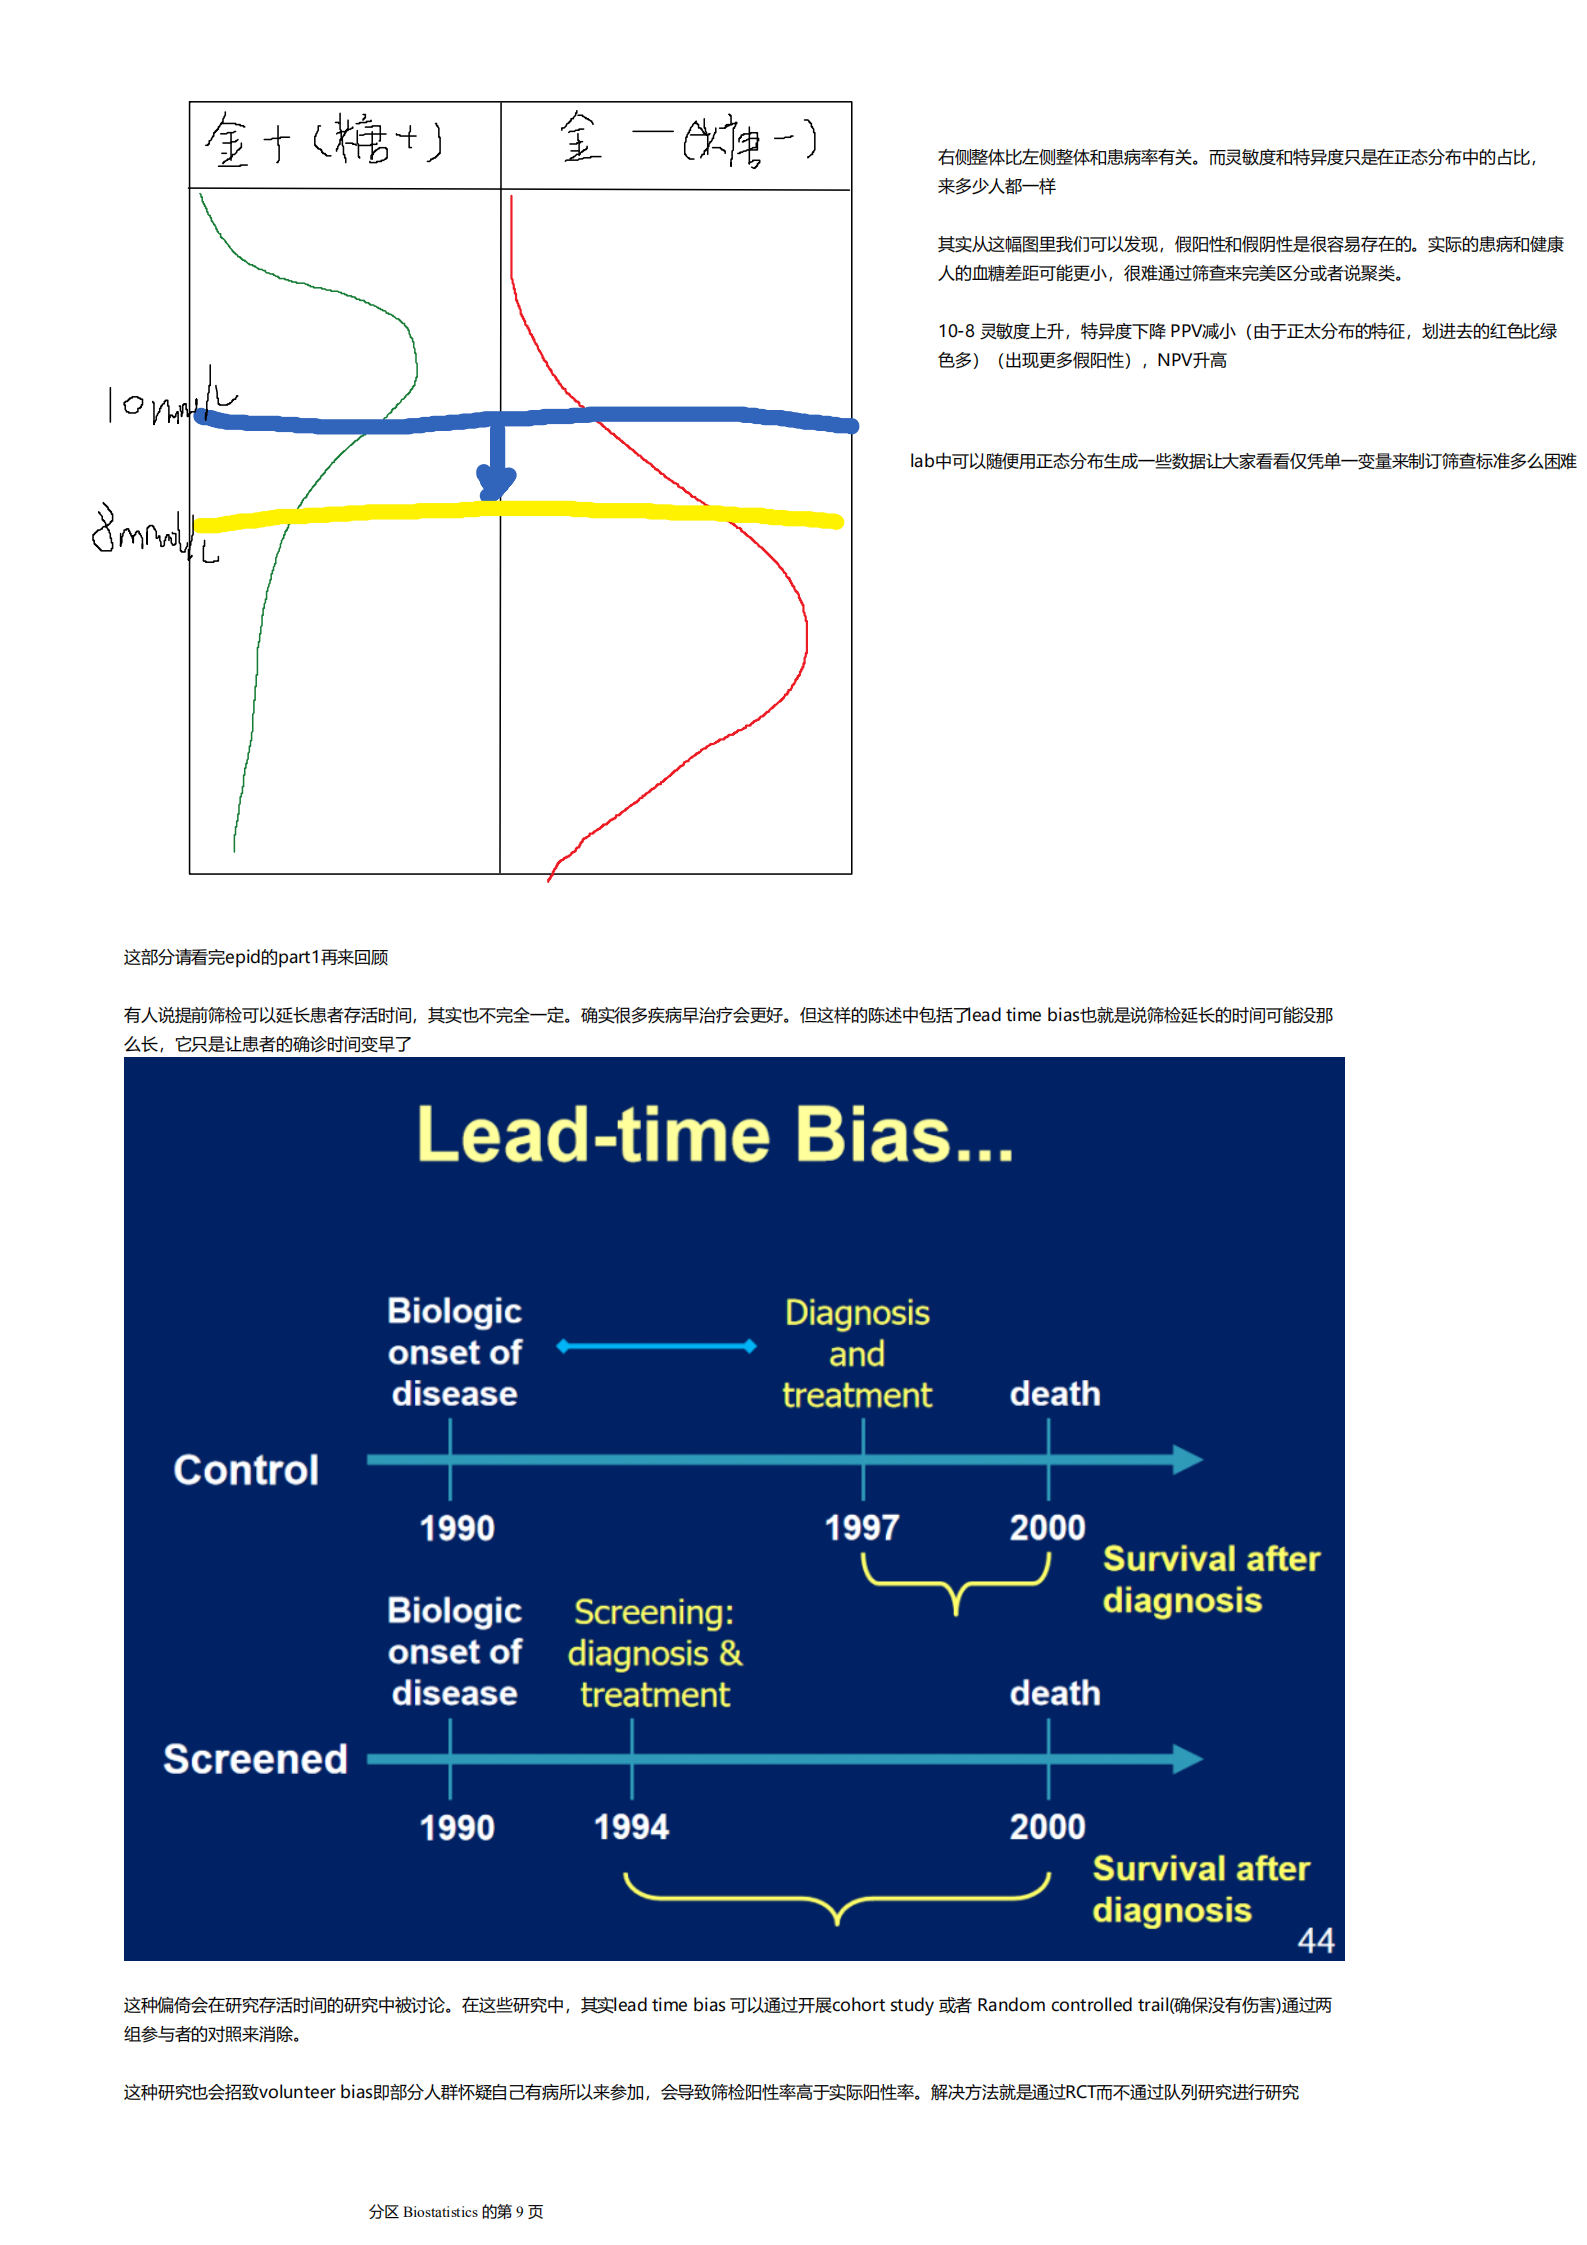 金+(糖+)
金—(糖-)
右侧整体比左侧整体和患病率有关。而灵敏度和特异度只是在正态分布中的占比，
来多少人都一样
其实从这幅图里我们可以发现，假阳性和假阴性是很容易存在的。实际的患病和健康
人的血糖差距可能更小，很难通过筛查来完美区分或者说聚类。
10-8 灵敏度上升，特异度下降 PPV减小（由于正太分布的特征，划进去的红色比绿
色多）（出现更多假阳性），NPV升高
10mm/L
lab中可以随便用正态分布生成一些数据让大家看看仅凭单一变量来制订筛查标准多么困难
8mmol/L
这部分请看完epid的part1再来回顾
有人说提前筛检可以延长患者存活时间，其实也不完全一定。确实很多疾病早治疗会更好。但这样的陈述中包括了lead time bias也就是说筛检延长的时间可能没那
么长，它只是让患者的确诊时间变早了
Lead-time Bias...
Biologic
onset of
disease
Diagnosis
and
treatment
death
Control
1990
1997
2000
Survival after
diagnosis
Biologic
onset of
disease
Screening:
diagnosis &
treatment
death
Screened
1990
1994
2000
Survival after
diagnosis
44
这种偏倚会在研究存活时间的研究中被讨论。在这些研究中，其实lead time bias 可以通过开展cohort study 或者 Random controlled trail(确保没有伤害)通过两
组参与者的对照来消除。
这种研究也会招致volunteer bias即部分人群怀疑自己有病所以来参加，会导致筛检阳性率高于实际阳性率。解决方法就是通过RCT而不通过队列研究进行研究
分区 Biostatistics 的第 9 页